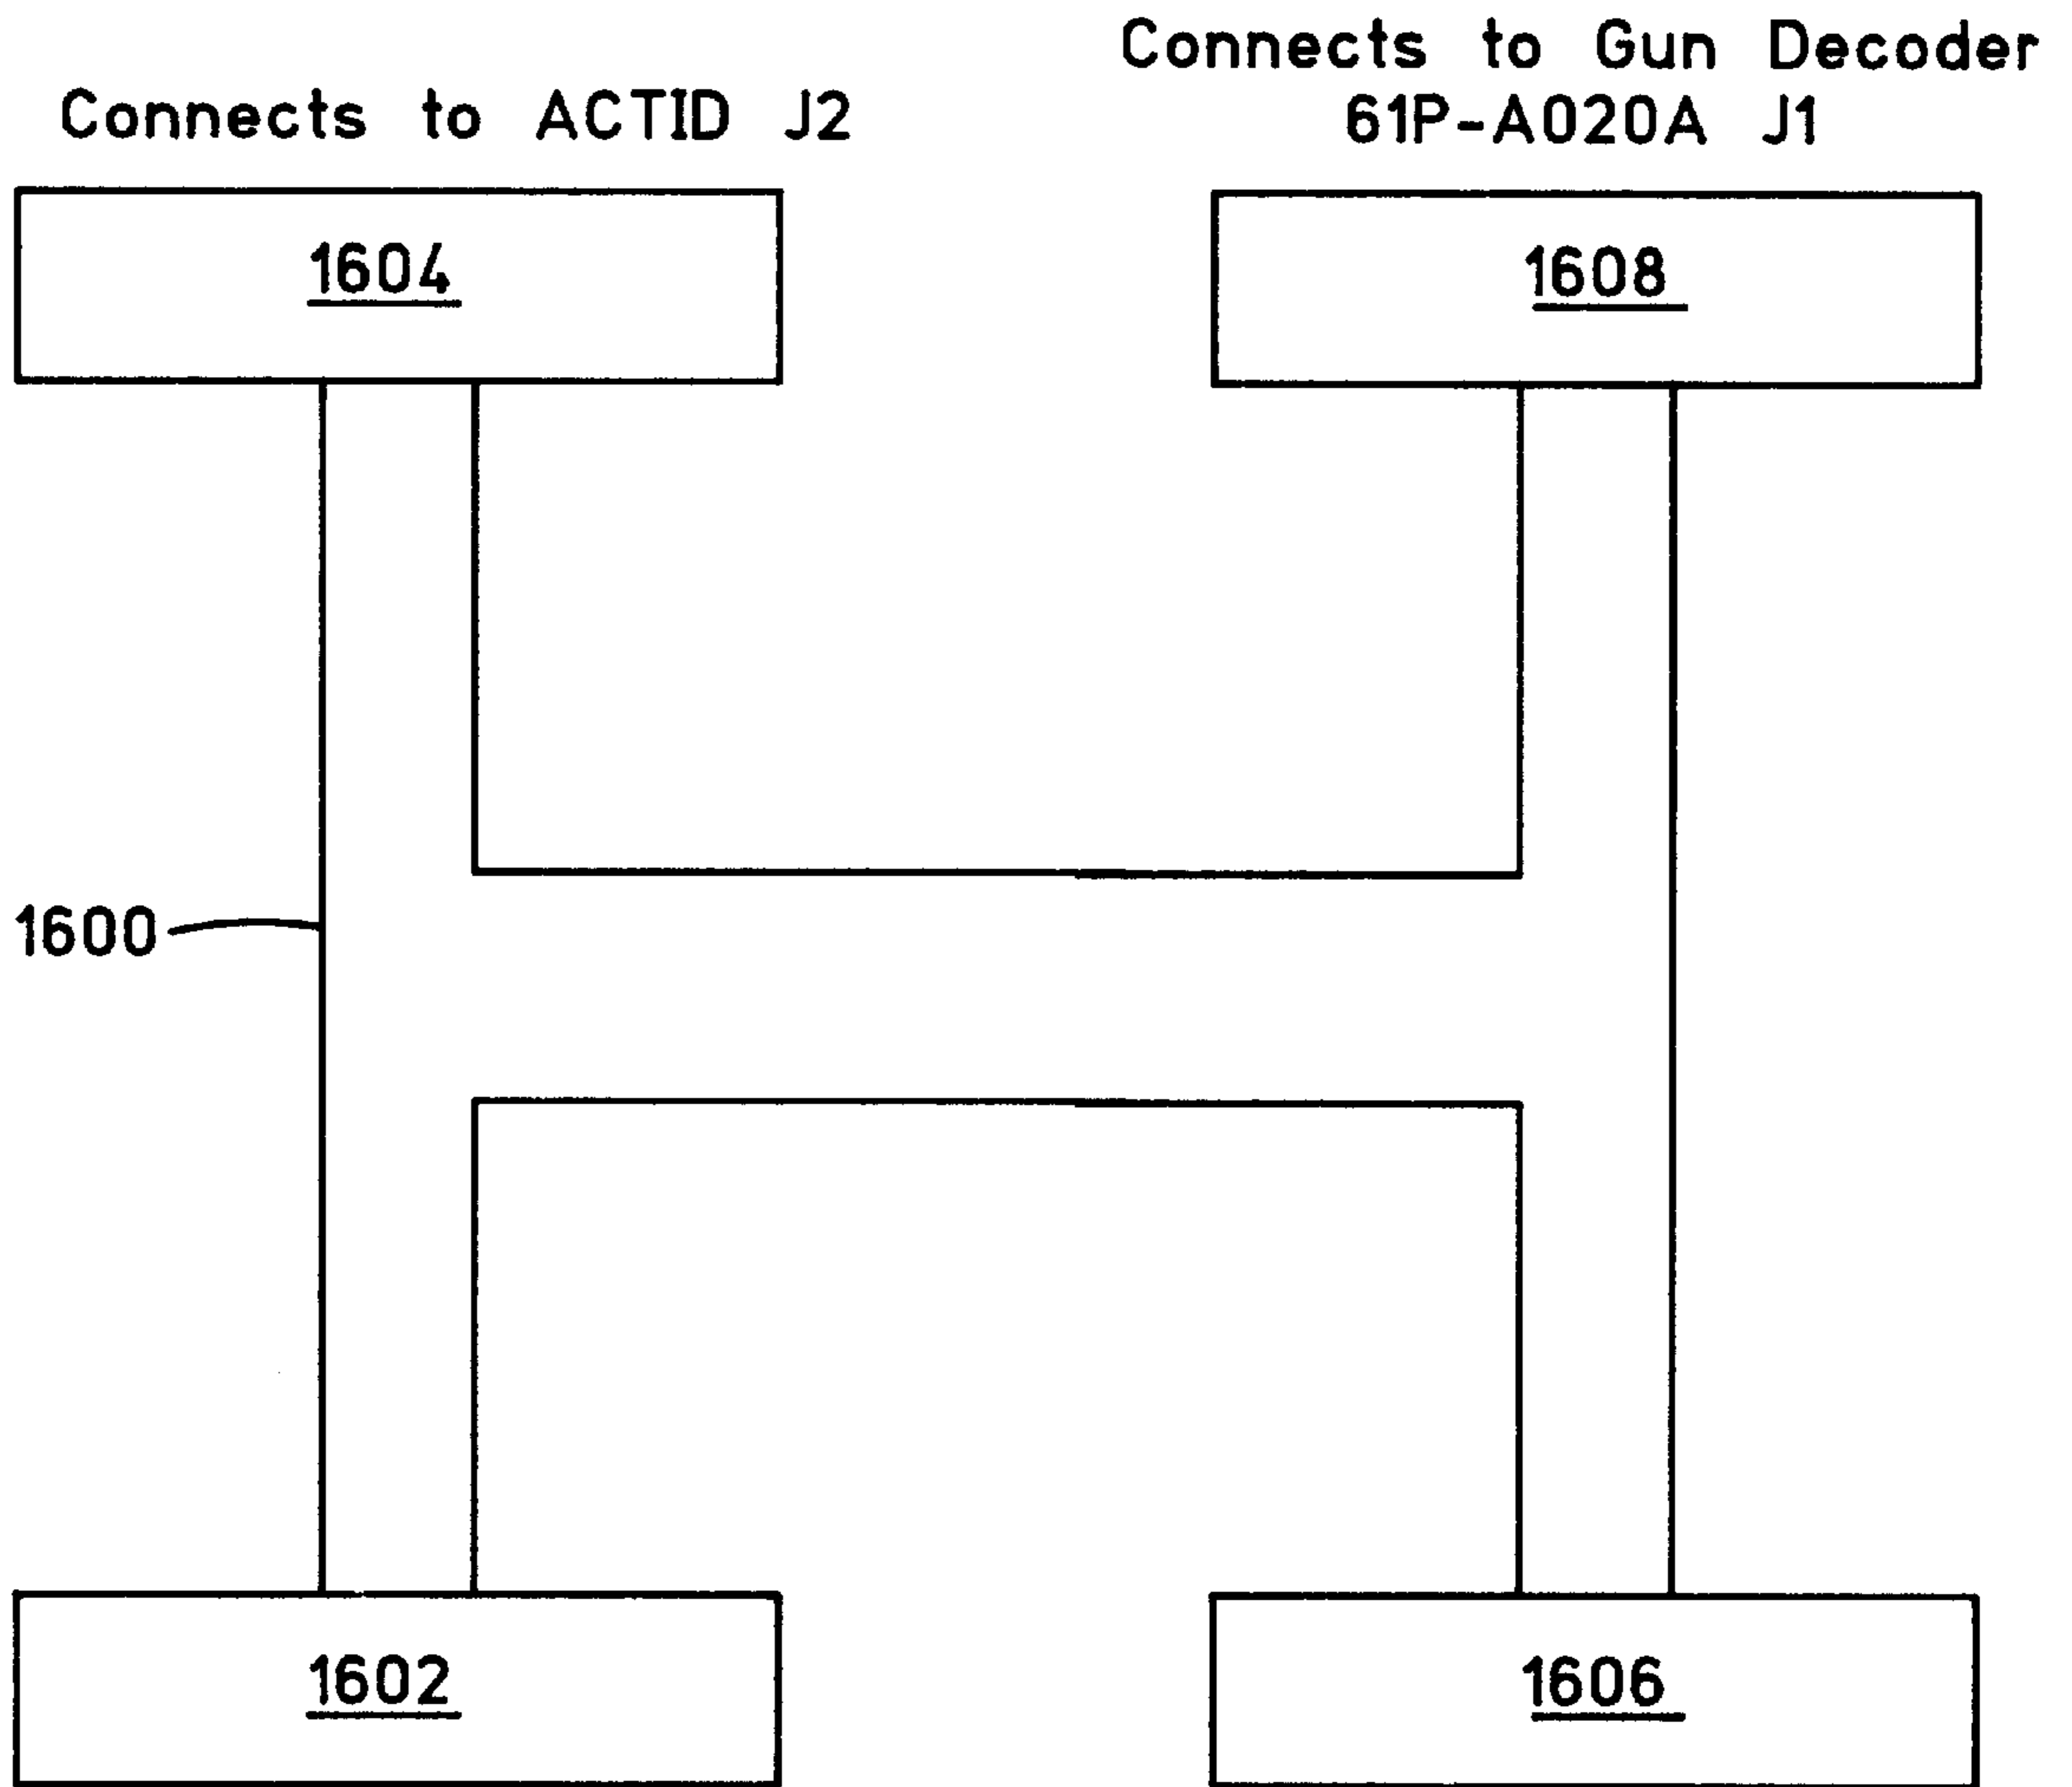 Connects to ACTID J2
Connects to Gun Decoder
61P-A020A J1
1604
1608
1600
1602
1606